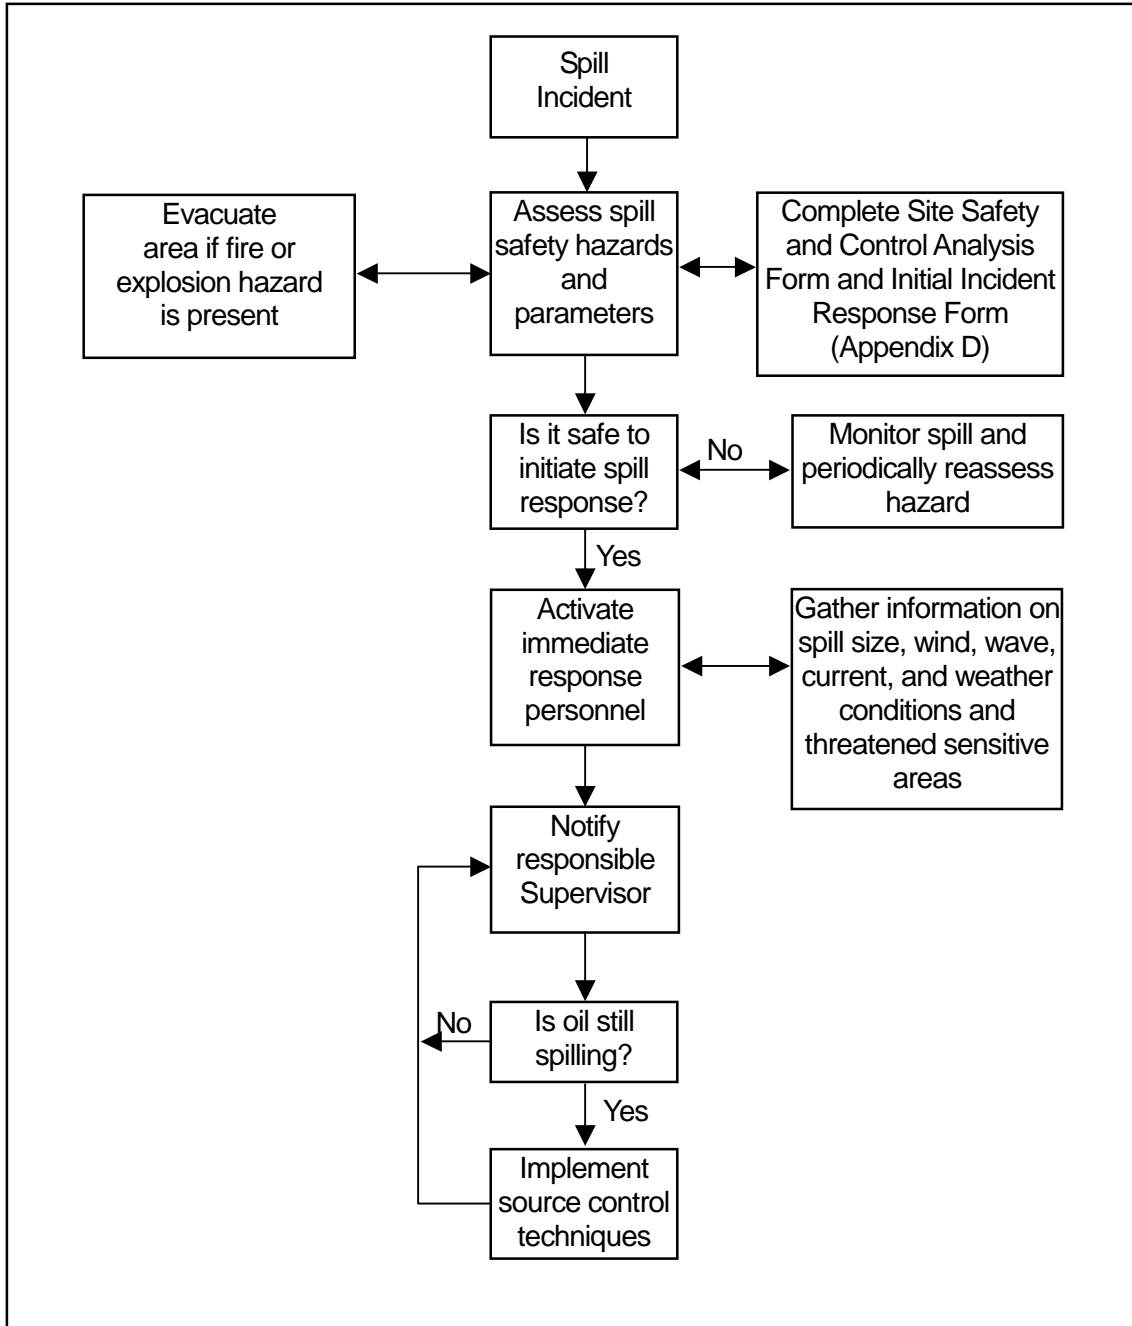 Spill
Incident
Evacuate
area if fire or
explosion hazard
is present
Assess spill
safety hazards
and
parameters
Complete Site Safety
and Control Analysis
Form and Initial Incident
Response Form
(Appendix D)
Is it safe to
initiate spill
response?
No
Monitor spill and
periodically reassess
hazard
Yes
Activate
immediate
response
personnel
Gather information on
spill size, wind, wave,
current, and weather
conditions and
threatened sensitive
areas
Notify
responsible
Supervisor
No
Is oil still
spilling?
Yes
Implement
source control
techniques